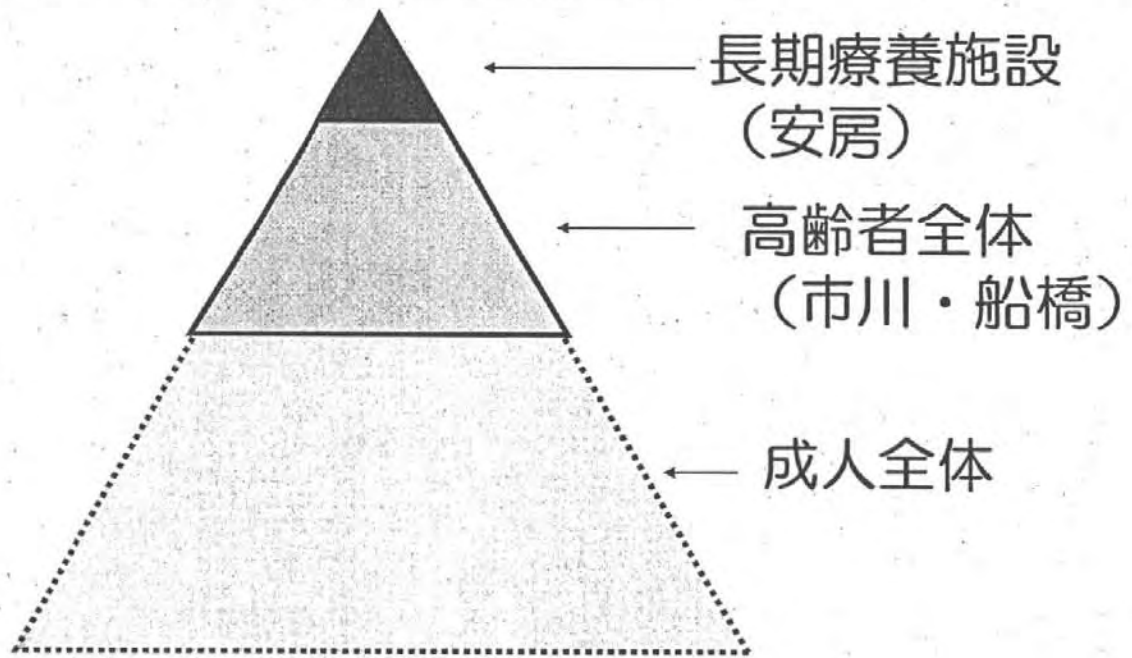 長期療養施設
（安房）
高齢者全体
（市川・船橋）
成人全体